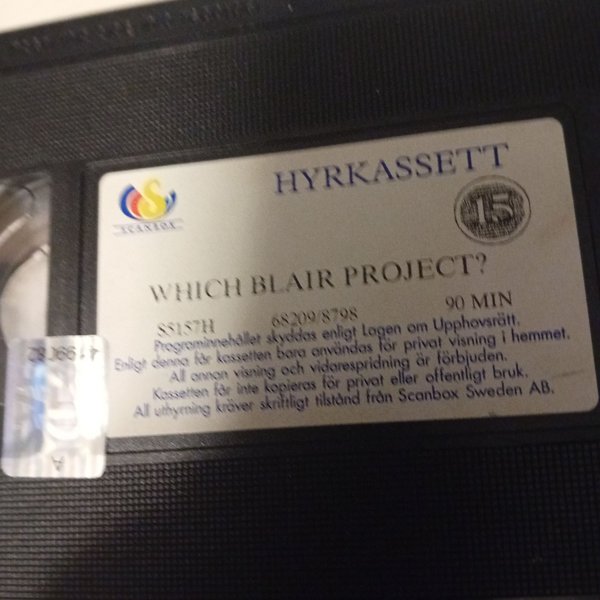 HYRKASSETT
SCANBOX
15
WHICH BLAIR PROJECT?
S5157H 68209/8798 90 MIN
Programinnehållet skyddas enligt Lagen om Upphovsrätt.
Enligt denna får kassetten bara användas för privat visning i hemmet.
All annan visning och vidarespridning är förbjuden.
Kassetten får inte kopieras för privat eller offentligt bruk.
All uthyrning kräver skriftligt tillstånd från Scanbox Sweden AB.
A